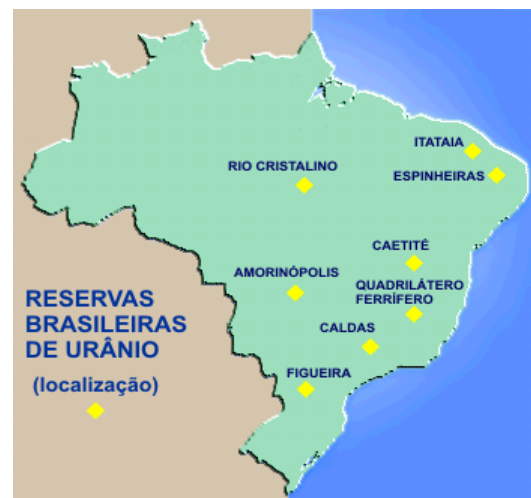 ITATAIA
RIO CRISTALINO
ESPINHEIRAS
CAETITÉ
AMORINÓPOLIS
QUADRILÁTERO
FERRÍFERO
RESERVAS
BRASILEIRAS
DE URÂNIO
(localização)
CALDAS
FIGUEIRA